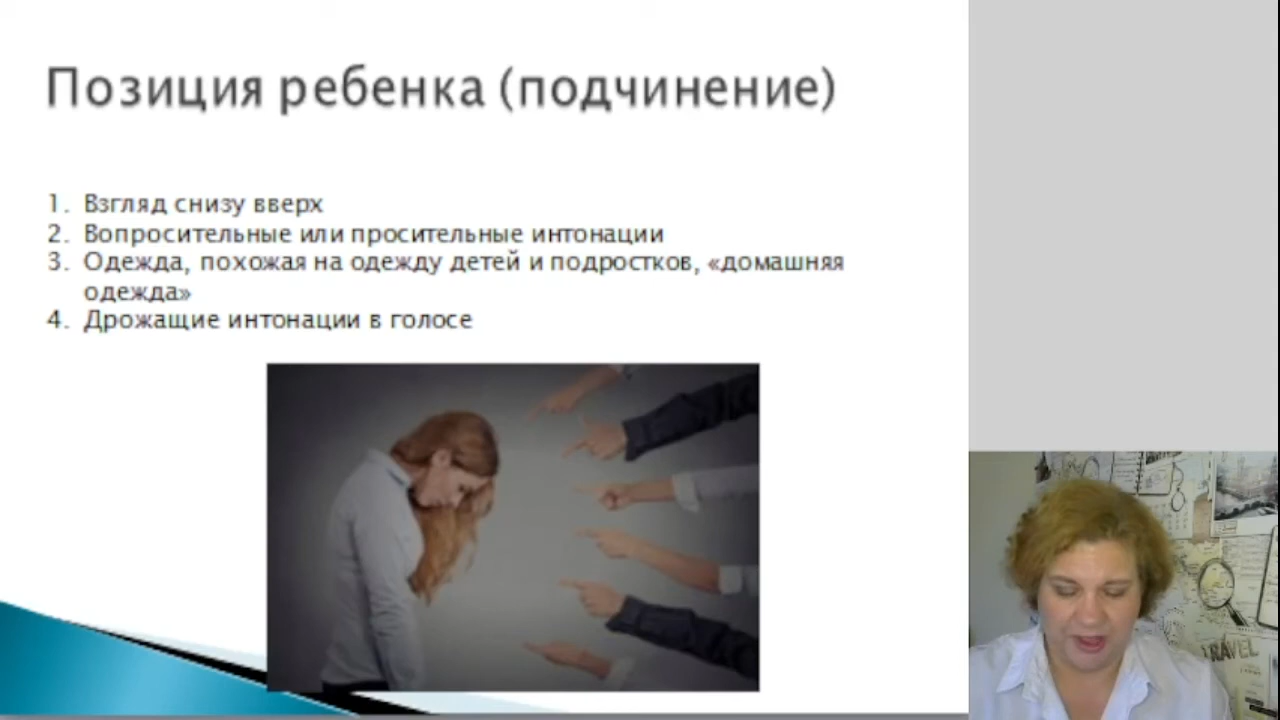 Позиция ребенка (подчинение)
1. Взгляд снизу вверх
2. Вопросительные или просительные интонации
3. Одежда, похожая на одежду детей и подростков, «домашняя
одежда»
4. Дрожащие интонации в голосе
TRAVEL